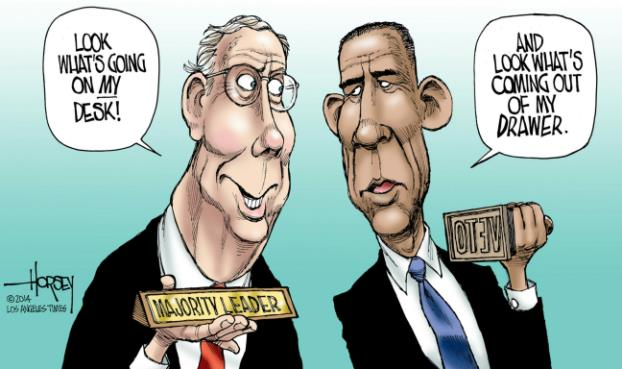 LOOK
WHAT'S GOING
ON MY
DESK!
AND
LOOK WHAT'S
COMING OUT
OF MY
DRAWER.
VETO
MAJORITY LEADER
HORSEY
©2014
LOS ANGELES TIMES